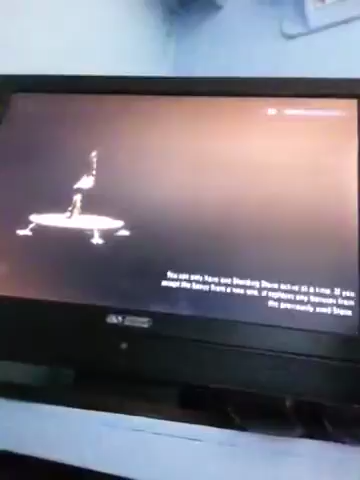 You can only have one Standing Stone active at a time. If you
accept the bonus from a new one, it replaces any bonuses from
the previously used Stone